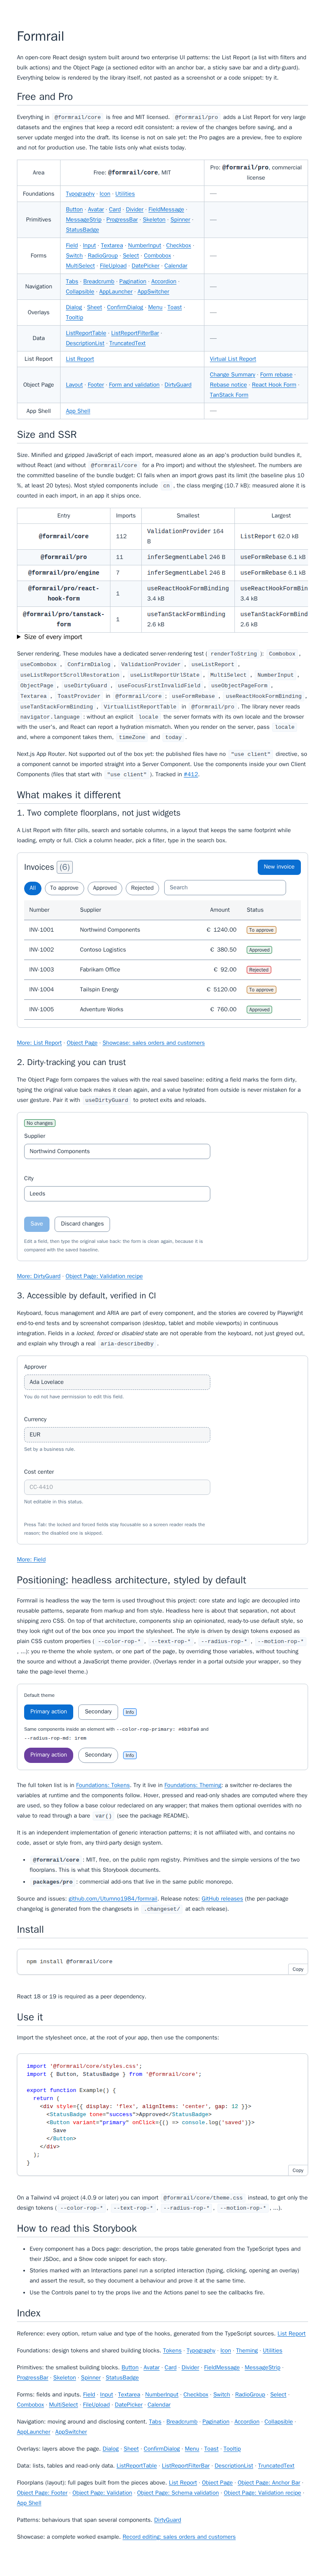 Formrail
An open-core React design system built around two enterprise UI patterns: the List Report (a list with filters and
bulk actions) and the Object Page (a sectioned editor with an anchor bar, a sticky save bar and a dirty-guard).
Everything below is rendered by the library itself, not pasted as a screenshot or a code snippet: try it.
Free and Pro
Everything in @formrail/core is free and MIT licensed. @formrail/pro adds a List Report for very large
datasets and the engines that keep a record edit consistent: a review of the changes before saving, and a
server update merged into the draft. Its license is not on sale yet: the Pro pages are a preview, free to explore
and not for production use. The table lists only what exists today.
Area Free: @formrail/core, MIT @formrail/pro, commercial
license
Foundations Typography · Icon · Utilities —
Primitives Button · Avatar · Card · Divider · FieldMessage ·
MessageStrip · ProgressBar · Skeleton · Spinner ·
StatusBadge —
Forms Field · Input · Textarea · NumberInput · Checkbox ·
Switch · RadioGroup · Select · Combobox ·
MultiSelect · FileUpload · DatePicker · Calendar —
Navigation Tabs · Breadcrumb · Pagination · Accordion ·
Collapsible · AppLauncher · AppSwitcher —
Overlays Dialog · Sheet · ConfirmDialog · Menu · Toast ·
Tooltip —
Data ListReportTable · ListReportFilterBar ·
DescriptionList · TruncatedText —
List Report List Report Virtual List Report
Object Page Layout · Footer · Form and validation · DirtyGuard Change Summary · Form rebase ·
Rebase notice · React Hook Form ·
TanStack Form
App Shell App Shell —
Size and SSR
Size. Minified and gzipped JavaScript of each import, measured alone as an app's production build bundles it,
without React (and without @formrail/core for a Pro import) and without the stylesheet. The numbers are
the committed baseline of the bundle budget: CI fails when an import grows past its limit (the baseline plus 10
%, at least 20 bytes). Most styled components include cn, the class merging (10.7 kB): measured alone it is
counted in each import, in an app it ships once.
Entry Imports Smallest Largest
@formrail/core 112 ValidationProvider 164
B ListReport 62.0 kB
@formrail/pro 11 inferSegmentLabel 246 B useFormRebase 6.1 kB
@formrail/pro/engine 7 inferSegmentLabel 246 B useFormRebase 6.1 kB
@formrail/pro/react-
hook-form 1 useReactHookFormBinding
3.4 kB useReactHookFormBin
3.4 kB
@formrail/pro/tanstack-
form 1 useTanStackFormBinding
2.6 kB useTanStackFormBind
2.6 kB
▶ Size of every import
Server rendering. These modules have a dedicated server-rendering test ( renderToString ): Combobox ,
useCombobox , ConfirmDialog , ValidationProvider , useListReport ,
useListReportScrollRestoration , useListReportUrlState , MultiSelect , NumberInput ,
ObjectPage , useDirtyGuard , useFocusFirstInvalidField , useObjectPageForm ,
Textarea , ToastProvider in @formrail/core ; useFormRebase , useReactHookFormBinding ,
useTanStackFormBinding , VirtualListReportTable in @formrail/pro . The library never reads
navigator.language : without an explicit locale the server formats with its own locale and the browser
with the user's, and React can report a hydration mismatch. When you render on the server, pass locale
and, where a component takes them, timeZone and today .
Next.js App Router. Not supported out of the box yet: the published files have no "use client" directive, so
a component cannot be imported straight into a Server Component. Use the components inside your own Client
Components (files that start with "use client" ). Tracked in #412.
What makes it different
1. Two complete floorplans, not just widgets
A List Report with filter pills, search and sortable columns, in a layout that keeps the same footprint while
loading, empty or full. Click a column header, pick a filter, type in the search box.
Invoices (6)
New invoice
All To approve Approved Rejected Search
Number Supplier Amount Status
INV-1001 Northwind Components € 1240.00 To approve
INV-1002 Contoso Logistics € 380.50 Approved
INV-1003 Fabrikam Office € 92.00 Rejected
INV-1004 Tailspin Energy € 5120.00 To approve
INV-1005 Adventure Works € 760.00 Approved
More: List Report · Object Page · Showcase: sales orders and customers
2. Dirty-tracking you can trust
The Object Page form compares the values with the real saved baseline: editing a field marks the form dirty,
typing the original value back makes it clean again, and a value hydrated from outside is never mistaken for a
user gesture. Pair it with useDirtyGuard to protect exits and reloads.
No changes
Supplier
Northwind Components
City
Leeds
Save Discard changes
Edit a field, then type the original value back: the form is clean again, because it is
compared with the saved baseline.
More: DirtyGuard · Object Page: Validation recipe
3. Accessible by default, verified in CI
Keyboard, focus management and ARIA are part of every component, and the stories are covered by Playwright
end-to-end tests and by screenshot comparison (desktop, tablet and mobile viewports) in continuous
integration. Fields in a locked, forced or disabled state are not operable from the keyboard, not just greyed out,
and explain why through a real aria-describedby .
Approver
Ada Lovelace
You do not have permission to edit this field.
Currency
EUR
Set by a business rule.
Cost center
CC-4410
Not editable in this status.
Press Tab: the locked and forced fields stay focusable so a screen reader reads the
reason; the disabled one is skipped.
More: Field
Positioning: headless architecture, styled by default
Formrail is headless the way the term is used throughout this project: core state and logic are decoupled into
reusable patterns, separate from markup and from style. Headless here is about that separation, not about
shipping zero CSS. On top of that architecture, components ship an opinionated, ready-to-use default style, so
they look right out of the box once you import the stylesheet. The style is driven by design tokens exposed as
plain CSS custom properties ( --color-rop-* , --text-rop-* , --radius-rop-* , --motion-rop-*
, …): you re-theme the whole system, or one part of the page, by overriding those variables, without touching
the source and without a JavaScript theme provider. (Overlays render in a portal outside your wrapper, so they
take the page-level theme.)
Default theme
Primary action Secondary Info
Same components inside an element with --color-rop-primary: #6b3fa0 and
--radius-rop-md: 1rem
Primary action Secondary Info
The full token list is in Foundations: Tokens. Try it live in Foundations: Theming: a switcher re-declares the
variables at runtime and the components follow. Hover, pressed and read-only shades are computed where they
are used, so they follow a base colour redeclared on any wrapper; that makes them optional overrides with no
value to read through a bare var() (see the package README).
It is an independent implementation of generic interaction patterns; it is not affiliated with, and contains no
code, asset or style from, any third-party design system.
• @formrail/core : MIT, free, on the public npm registry. Primitives and the simple versions of the two
floorplans. This is what this Storybook documents.
• packages/pro : commercial add-ons that live in the same public monorepo.
Source and issues: github.com/Utumno1984/formrail. Release notes: GitHub releases (the per-package
changelog is generated from the changesets in .changeset/ at each release).
Install
npm install @formrail/core
Copy
React 18 or 19 is required as a peer dependency.
Use it
Import the stylesheet once, at the root of your app, then use the components:
import '@formrail/core/styles.css';
import { Button, StatusBadge } from '@formrail/core';
export function Example() {
return (
<div style={{ display: 'flex', alignItems: 'center', gap: 12 }}>
<StatusBadge tone="success">Approved</StatusBadge>
<Button variant="primary" onClick={() => console.log('saved')}>
Save
</Button>
</div>
);
}
Copy
On a Tailwind v4 project (4.0.9 or later) you can import @formrail/core/theme.css instead, to get only the
design tokens ( --color-rop-* , --text-rop-* , --radius-rop-* , --motion-rop-* , …).
How to read this Storybook
• Every component has a Docs page: description, the props table generated from the TypeScript types and
their JSDoc, and a Show code snippet for each story.
• Stories marked with an Interactions panel run a scripted interaction (typing, clicking, opening an overlay)
and assert the result, so they document a behaviour and prove it at the same time.
• Use the Controls panel to try the props live and the Actions panel to see the callbacks fire.
Index
Reference: every option, return value and type of the hooks, generated from the TypeScript sources. List Report
Foundations: design tokens and shared building blocks. Tokens · Typography · Icon · Theming · Utilities
Primitives: the smallest building blocks. Button · Avatar · Card · Divider · FieldMessage · MessageStrip ·
ProgressBar · Skeleton · Spinner · StatusBadge
Forms: fields and inputs. Field · Input · Textarea · NumberInput · Checkbox · Switch · RadioGroup · Select ·
Combobox · MultiSelect · FileUpload · DatePicker · Calendar
Navigation: moving around and disclosing content. Tabs · Breadcrumb · Pagination · Accordion · Collapsible ·
AppLauncher · AppSwitcher
Overlays: layers above the page. Dialog · Sheet · ConfirmDialog · Menu · Toast · Tooltip
Data: lists, tables and read-only data. ListReportTable · ListReportFilterBar · DescriptionList · TruncatedText
Floorplans (layout): full pages built from the pieces above. List Report · Object Page · Object Page: Anchor Bar ·
Object Page: Footer · Object Page: Validation · Object Page: Schema validation · Object Page: Validation recipe ·
App Shell
Patterns: behaviours that span several components. DirtyGuard
Showcase: a complete worked example. Record editing: sales orders and customers